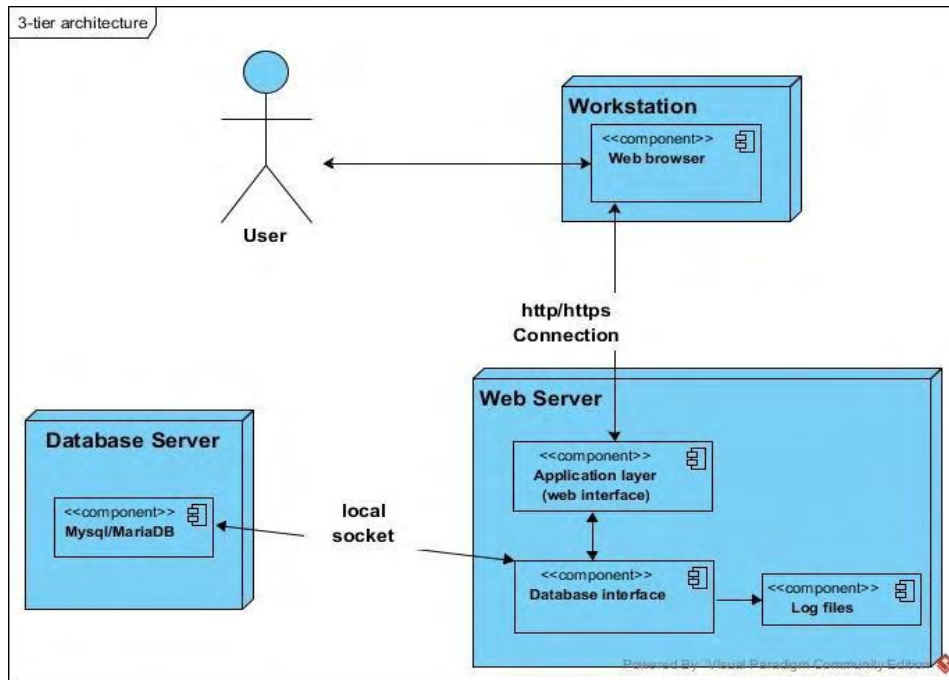 3-tier architecture
Workstation
<<component>>
Web browser
User
http/https
Connection
Web Server
<<component>>
Application layer
(web interface)
Database Server
<<component>>
Mysql/MariaDB
local
socket
<<component>>
Database interface
<<component>>
Log files
Powered By Visual Paradigm Community Edition